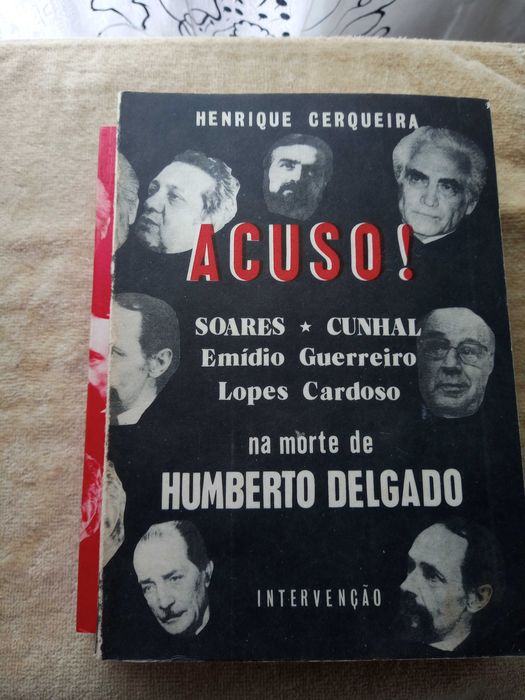 HENRIQUE CERQUEIRA
ACUSO!
SOARES ★ CUNHAL
Emídio Guerreiro
Lopes Cardoso
na morte de
HUMBERTO DELGADO
INTERVENÇÃO